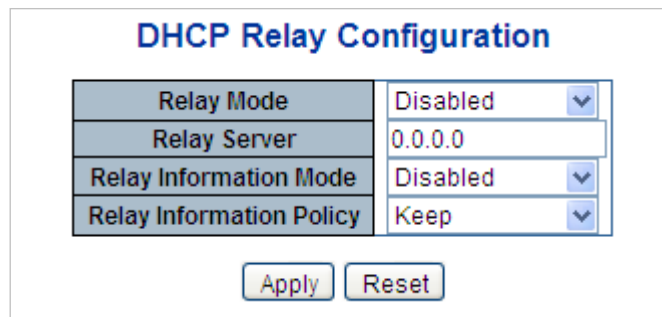 DHCP Relay Configuration
Relay Mode Disabled
Relay Server 0.0.0.0
Relay Information Mode Disabled
Relay Information Policy Keep
Apply Reset